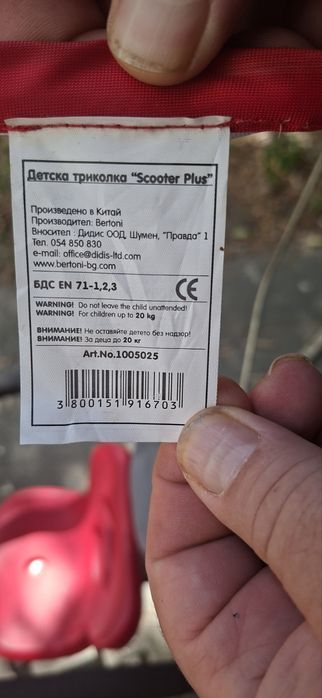 Детска триколка "Scooter Plus"
Произведено в Китай
Производител: Bertoni
Вносител : Дидис ООД, Шумен, "Правда" 1
Тел. 054 850 830
e-mail: office@didis-ltd.com
www.bertoni-bg.com
БДС EN 71-1,2,3 CE
WARNING! Do not leave the child unattended!
WARNING! For children up to 20 kg
ВНИМАНИЕ! Не оставяйте детето без надзор!
ВНИМАНИЕ! За деца до 20 кг
Art.No.1005025
3 800151 916703